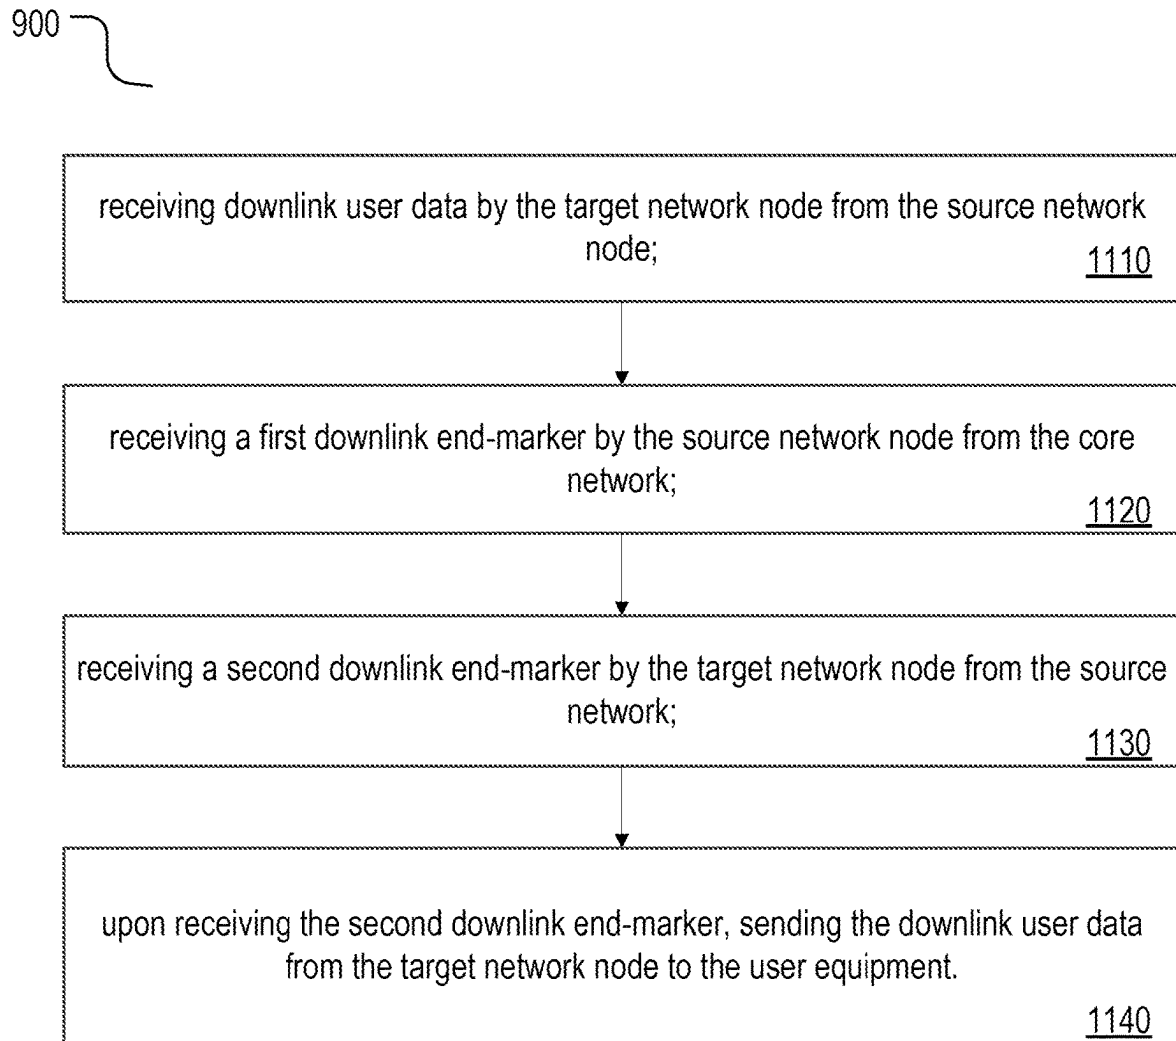 900
receiving downlink user data by the target network node from the source network
node;
1110
receiving a first downlink end-marker by the source network node from the core
network;
1120
receiving a second downlink end-marker by the target network node from the source
network;
1130
upon receiving the second downlink end-marker, sending the downlink user data
from the target network node to the user equipment.
1140